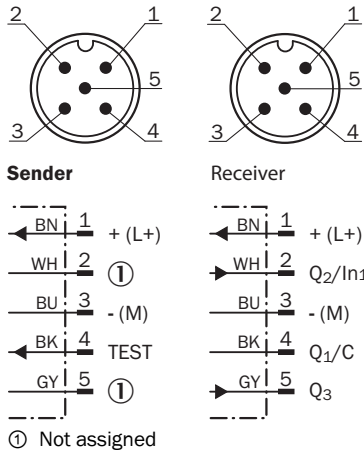 2 1 2 1
5 5
3 4 3 4
Sender Receiver
BN 1 + (L+) BN 1 + (L+)
WH 2 ① WH 2 Q₂/In1
BU 3 - (M) BU 3 - (M)
BK 4 TEST BK 4 Q₁/C
GY 5 ① GY 5 Q₃
① Not assigned